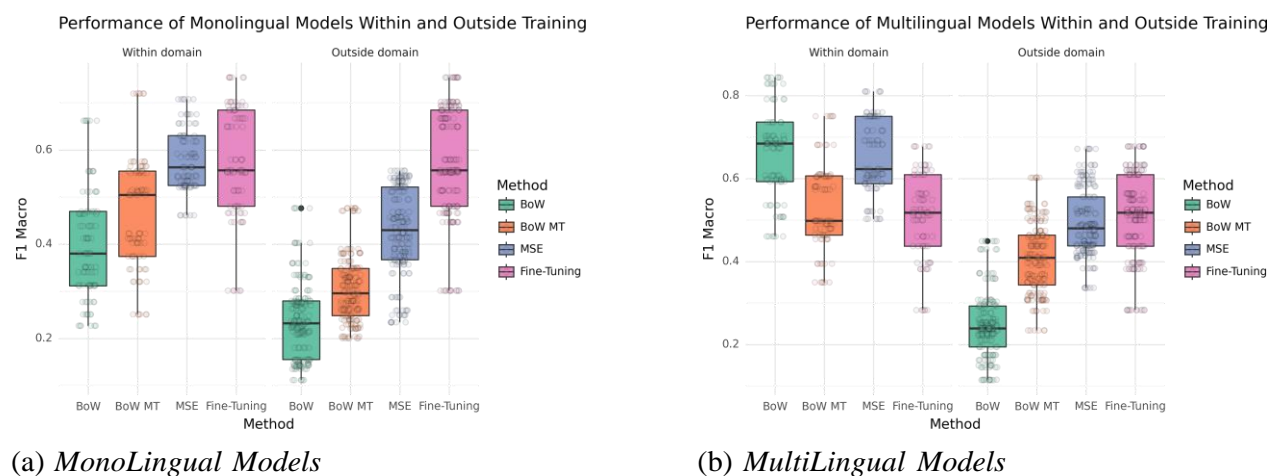 Performance of Monolingual Models Within and Outside Training
Within domain
Outside domain
F1 Macro
0.6
0.4
0.2
BoW
BoW MT
MSE
Fine-Tuning
BoW
BoW MT
MSE
Fine-Tuning
Method
Method
BoW
BoW MT
MSE
Fine-Tuning
(a) MonoLingual Models
Performance of Multilingual Models Within and Outside Training
Within domain
Outside domain
F1 Macro
0.8
0.6
0.4
0.2
BoW
BoW MT
MSE
Fine-Tuning
BoW
BoW MT
MSE
Fine-Tuning
Method
Method
BoW
BoW MT
MSE
Fine-Tuning
(b) MultiLingual Models